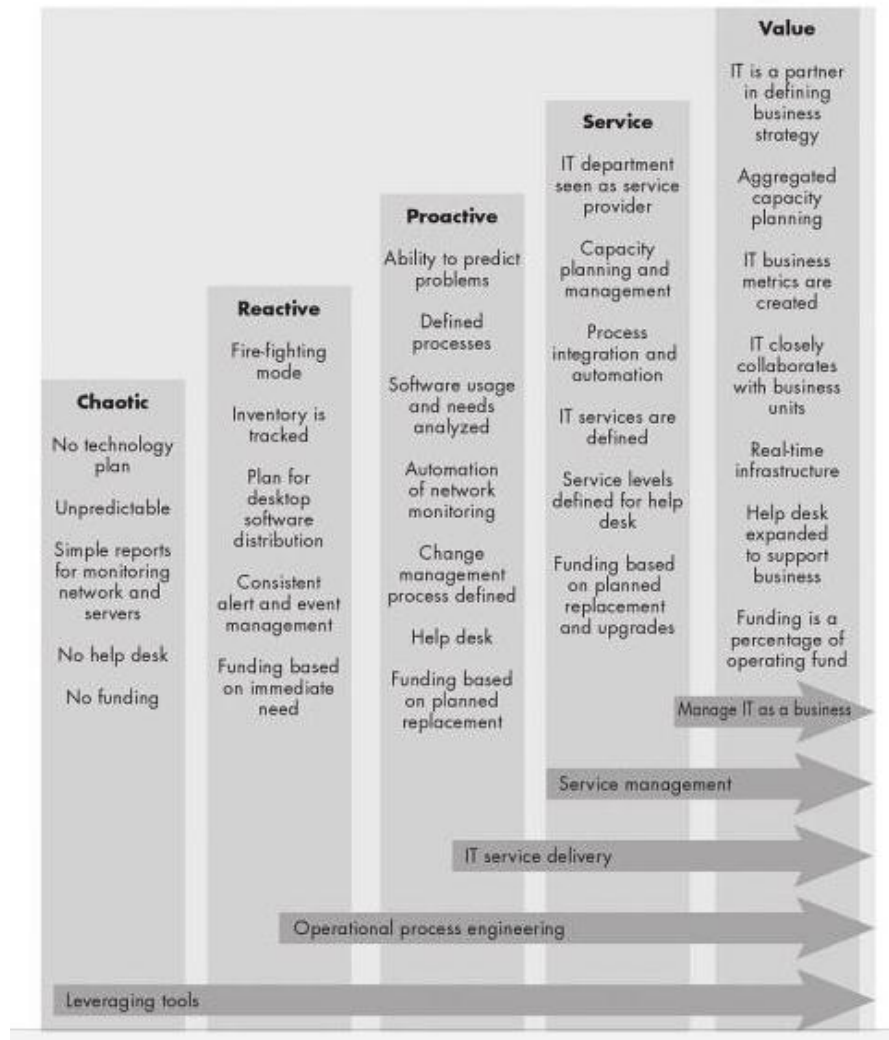 Chaotic
No technology
plan
Unpredictable
Simple reports
for monitoring
network and
servers
No help desk
No funding
Reactive
Fire-fighting
mode
Inventory is
tracked
Plan for
desktop
software
distribution
Consistent
alert and event
management
Funding based
on immediate
need
Proactive
Ability to predict
problems
Defined
processes
Software usage
and needs
analyzed
Automation
of network
monitoring
Change
management
process defined
Help desk
Funding based
on planned
replacement
Service
IT department
seen as service
provider
Capacity
planning and
management
Process
integration and
automation
IT services are
defined
Service levels
defined for help
desk
Funding based
on planned
replacement
and upgrades
Value
IT is a partner
in defining
business
strategy
Aggregated
capacity
planning
IT business
metrics are
created
IT closely
collaborates
with business
units
Real-time
infrastructure
Help desk
expanded
to support
business
Funding is a
percentage of
operating fund
Manage IT as a business
Service management
IT service delivery
Operational process engineering
Leveraging tools